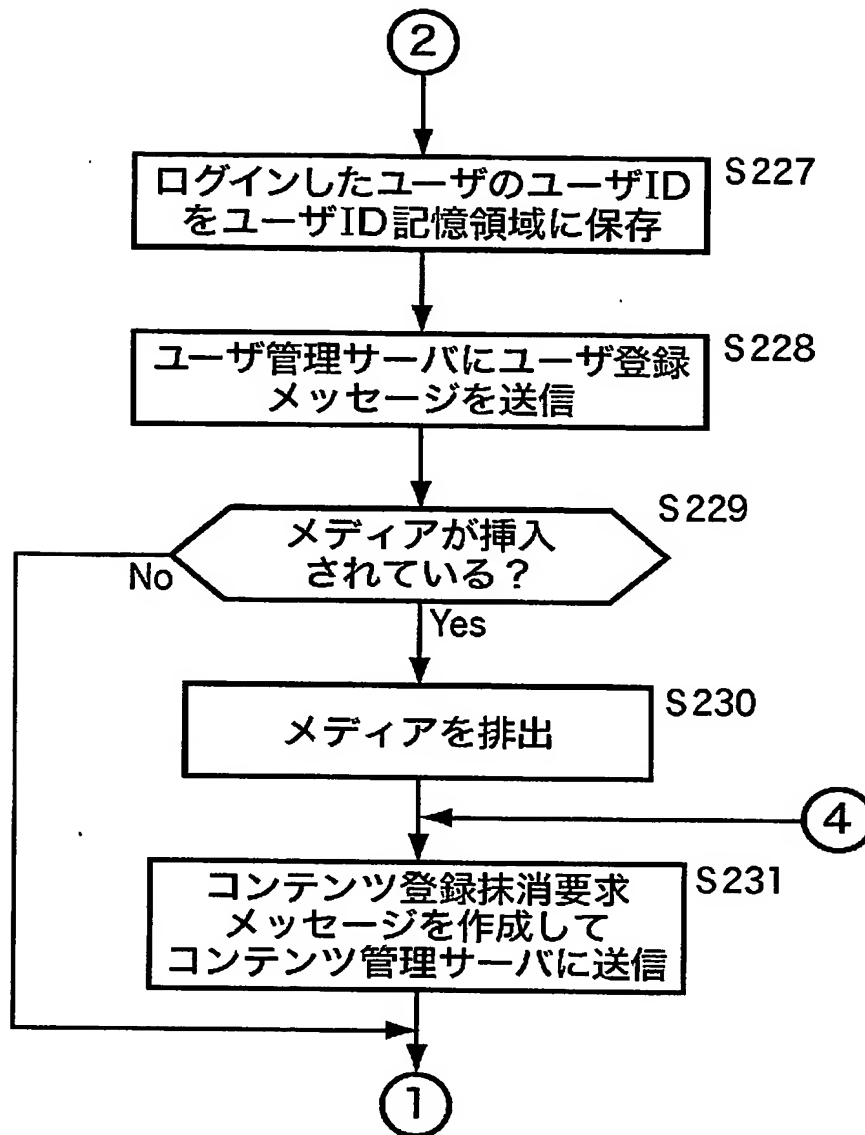 2
ログインしたユーザのユーザID
をユーザID記憶領域に保存
S227
ユーザ管理サーバにユーザ登録
メッセージを送信
S228
メディアが挿入
されている？
S229
No
Yes
メディアを排出
S230
4
コンテンツ登録抹消要求
メッセージを作成して
コンテンツ管理サーバに送信
S231
1